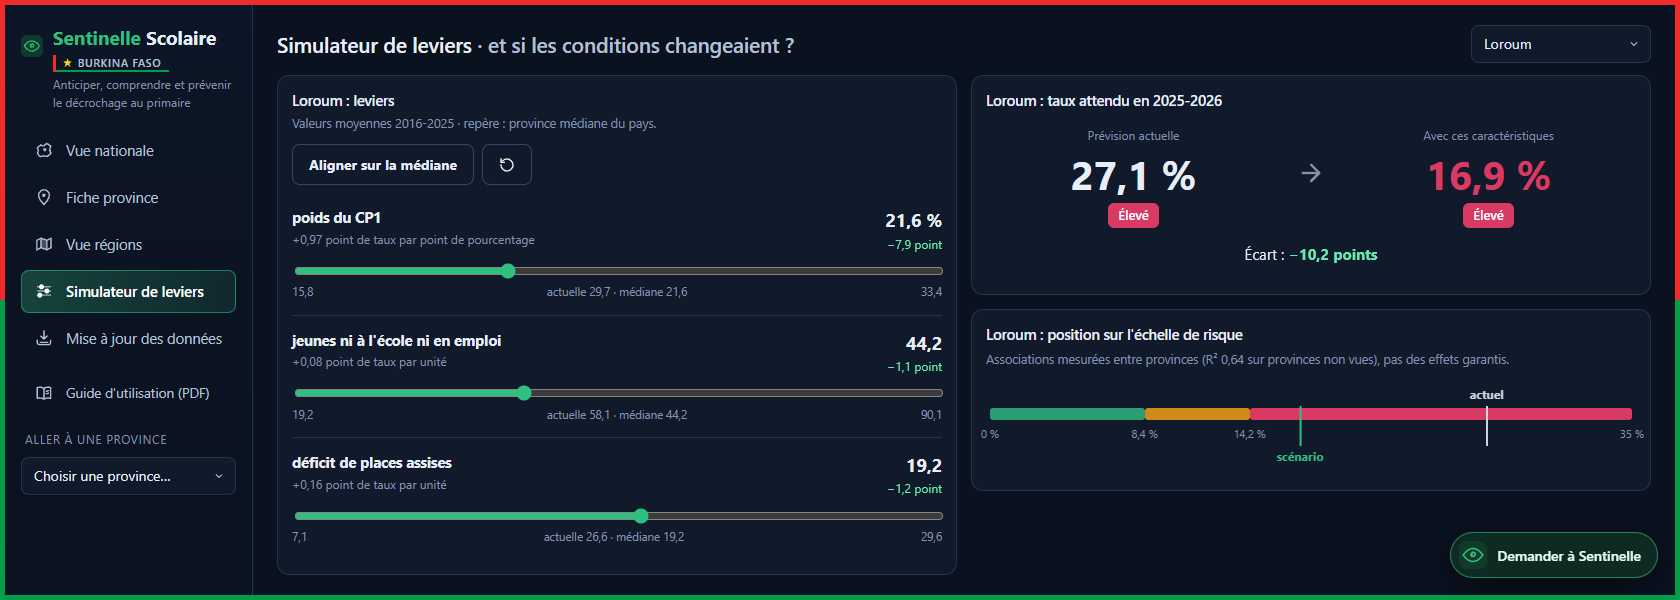 Sentinelle Scolaire
★ BURKINA FASO
Anticiper, comprendre et prévenir
le décrochage au primaire
Vue nationale
Fiche province
Vue régions
Simulateur de leviers
Mise à jour des données
Guide d'utilisation (PDF)
ALLER À UNE PROVINCE
Choisir une province...
Simulateur de leviers · et si les conditions changeaient ?
Loroum
Loroum : leviers
Valeurs moyennes 2016-2025 · repère : province médiane du pays.
Aligner sur la médiane
poids du CP1
21,6 %
+0,97 point de taux par point de pourcentage
−7,9 point
15,8
actuelle 29,7 · médiane 21,6
33,4
jeunes ni à l'école ni en emploi
44,2
+0,08 point de taux par unité
−1,1 point
19,2
actuelle 58,1 · médiane 44,2
90,1
déficit de places assises
19,2
+0,16 point de taux par unité
−1,2 point
7,1
actuelle 26,6 · médiane 19,2
29,6
Loroum : taux attendu en 2025-2026
Prévision actuelle
Avec ces caractéristiques
27,1 %
→
16,9 %
Élevé
Élevé
Écart : −10,2 points
Loroum : position sur l'échelle de risque
Associations mesurées entre provinces (R² 0,64 sur provinces non vues), pas des effets garantis.
actuel
0 %
8,4 %
14,2 %
35 %
scénario
Demander à Sentinelle